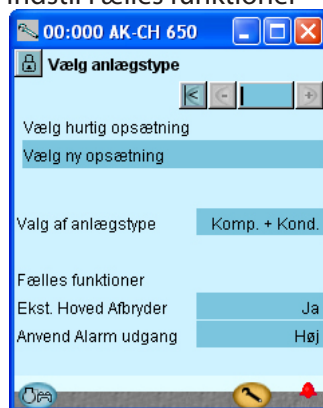 Indstil Fælles funktioner
00:000 AK-CH 650
Vælg anlægstype
Vælg hurtig opsætning
Vælg ny opsætning
Valg af anlægstype Komp. + Kond.
Fælles funktioner
Ekst. Hoved Afbryder Ja
Anvend Alarm udgang Høj